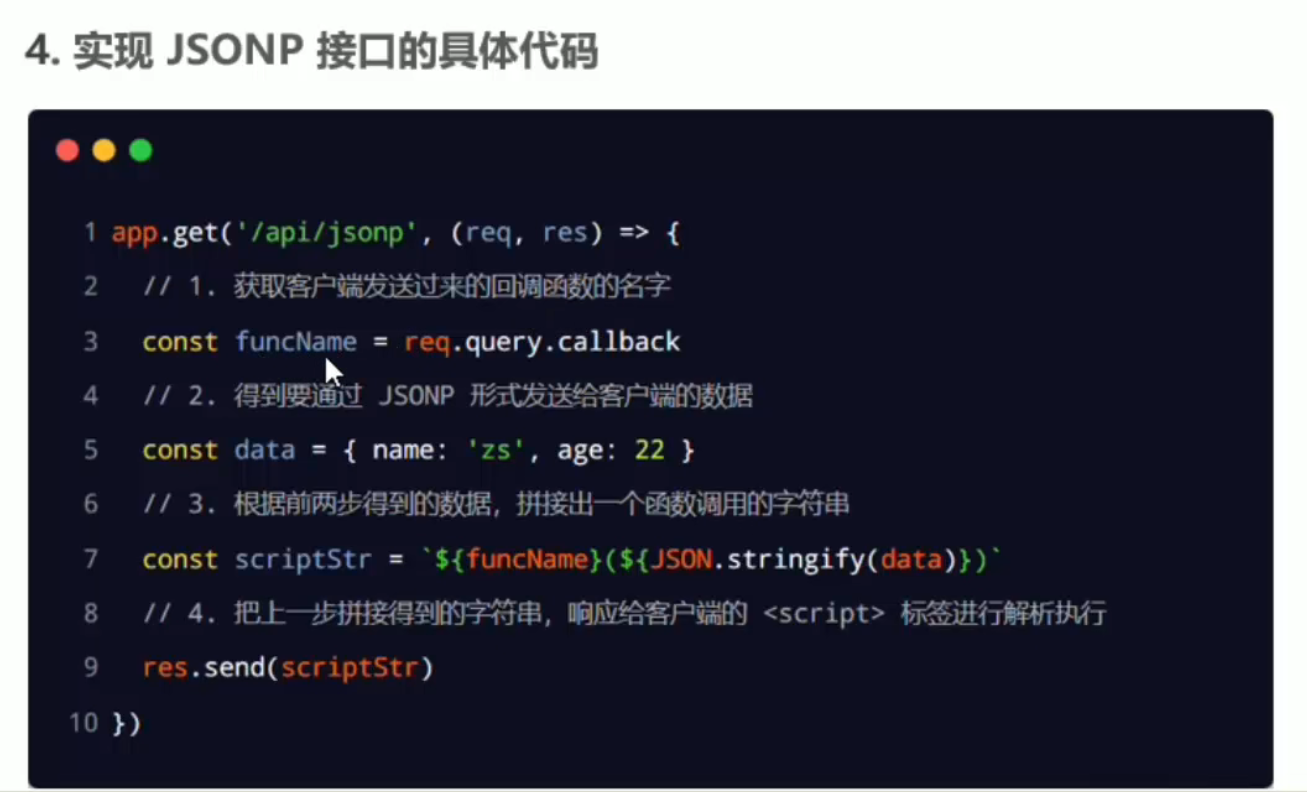 4. 实现 JSONP 接口的具体代码
1 app.get('/api/jsonp', (req, res) => {
2 // 1. 获取客户端发送过来的回调函数的名字
3 const funcName = req.query.callback
4 // 2. 得到要通过 JSONP 形式发送给客户端的数据
5 const data = { name: 'zs', age: 22 }
6 // 3. 根据前两步得到的数据，拼接出一个函数调用的字符串
7 const scriptStr = `${funcName}(${JSON.stringify(data)})`
8 // 4. 把上一步拼接得到的字符串，响应给客户端的 <script> 标签进行解析执行
9 res.send(scriptStr)
10 })